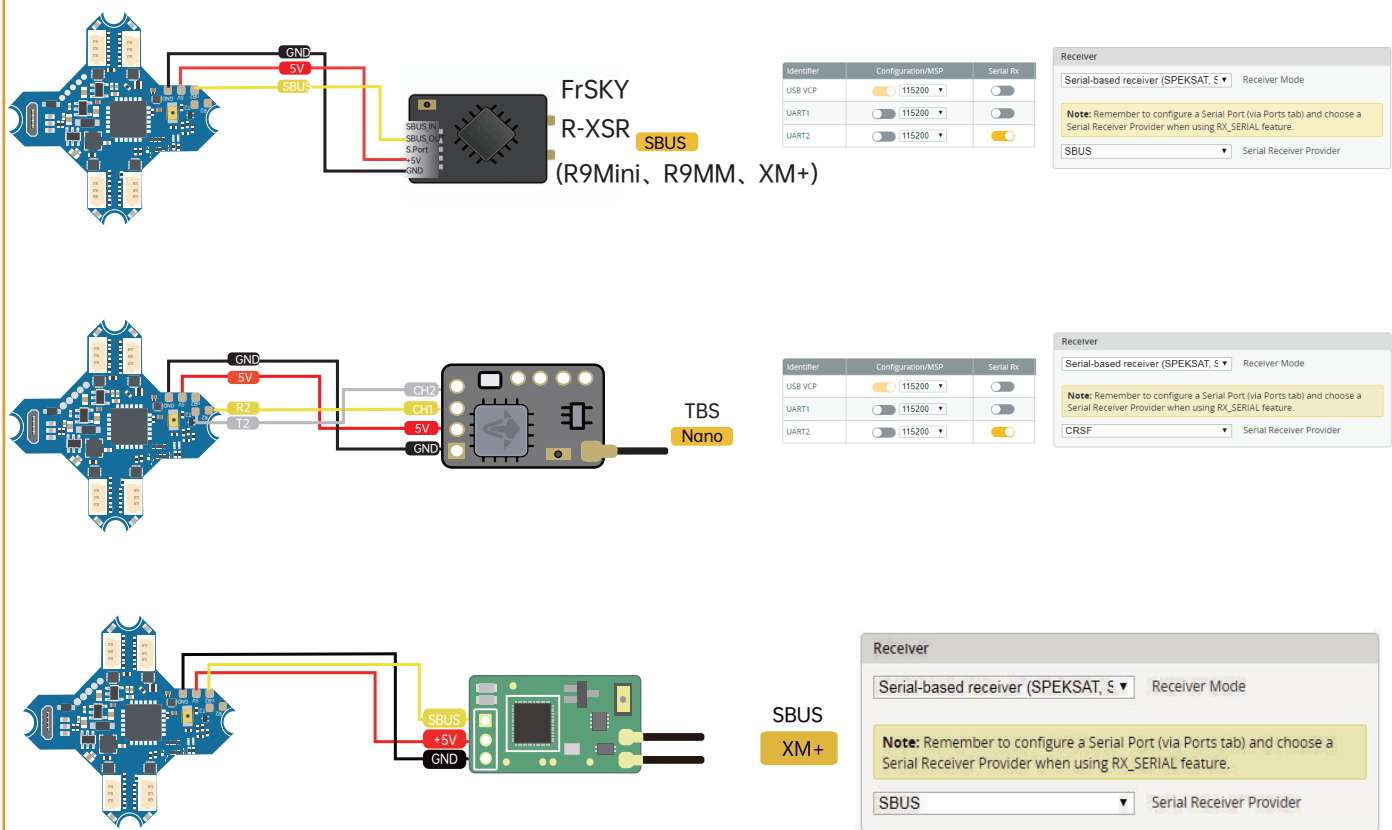 GND
5V
SBUS
SBUS_IN
SBUS_OUT
S.Port
+5V
GND
FrSKY
R-XSR SBUS
(R9Mini、R9MM、XM+)
Identifier Configuration/MSP Serial Rx
USB VCP 115200
UART1 115200
UART2 115200
Receiver
Serial-based receiver (SPEKSAT, S Receiver Mode
Note: Remember to configure a Serial Port (via Ports tab) and choose a
Serial Receiver Provider when using RX_SERIAL feature.
SBUS Serial Receiver Provider
GND
5V
R2
T2
CH2
CH1
5V
GND
TBS
Nano
Identifier Configuration/MSP Serial Rx
USB VCP 115200
UART1 115200
UART2 115200
Receiver
Serial-based receiver (SPEKSAT, S Receiver Mode
Note: Remember to configure a Serial Port (via Ports tab) and choose a
Serial Receiver Provider when using RX_SERIAL feature.
CRSF Serial Receiver Provider
SBUS
+5V
GND
SBUS
XM+
Receiver
Serial-based receiver (SPEKSAT, S Receiver Mode
Note: Remember to configure a Serial Port (via Ports tab) and choose a
Serial Receiver Provider when using RX_SERIAL feature.
SBUS Serial Receiver Provider